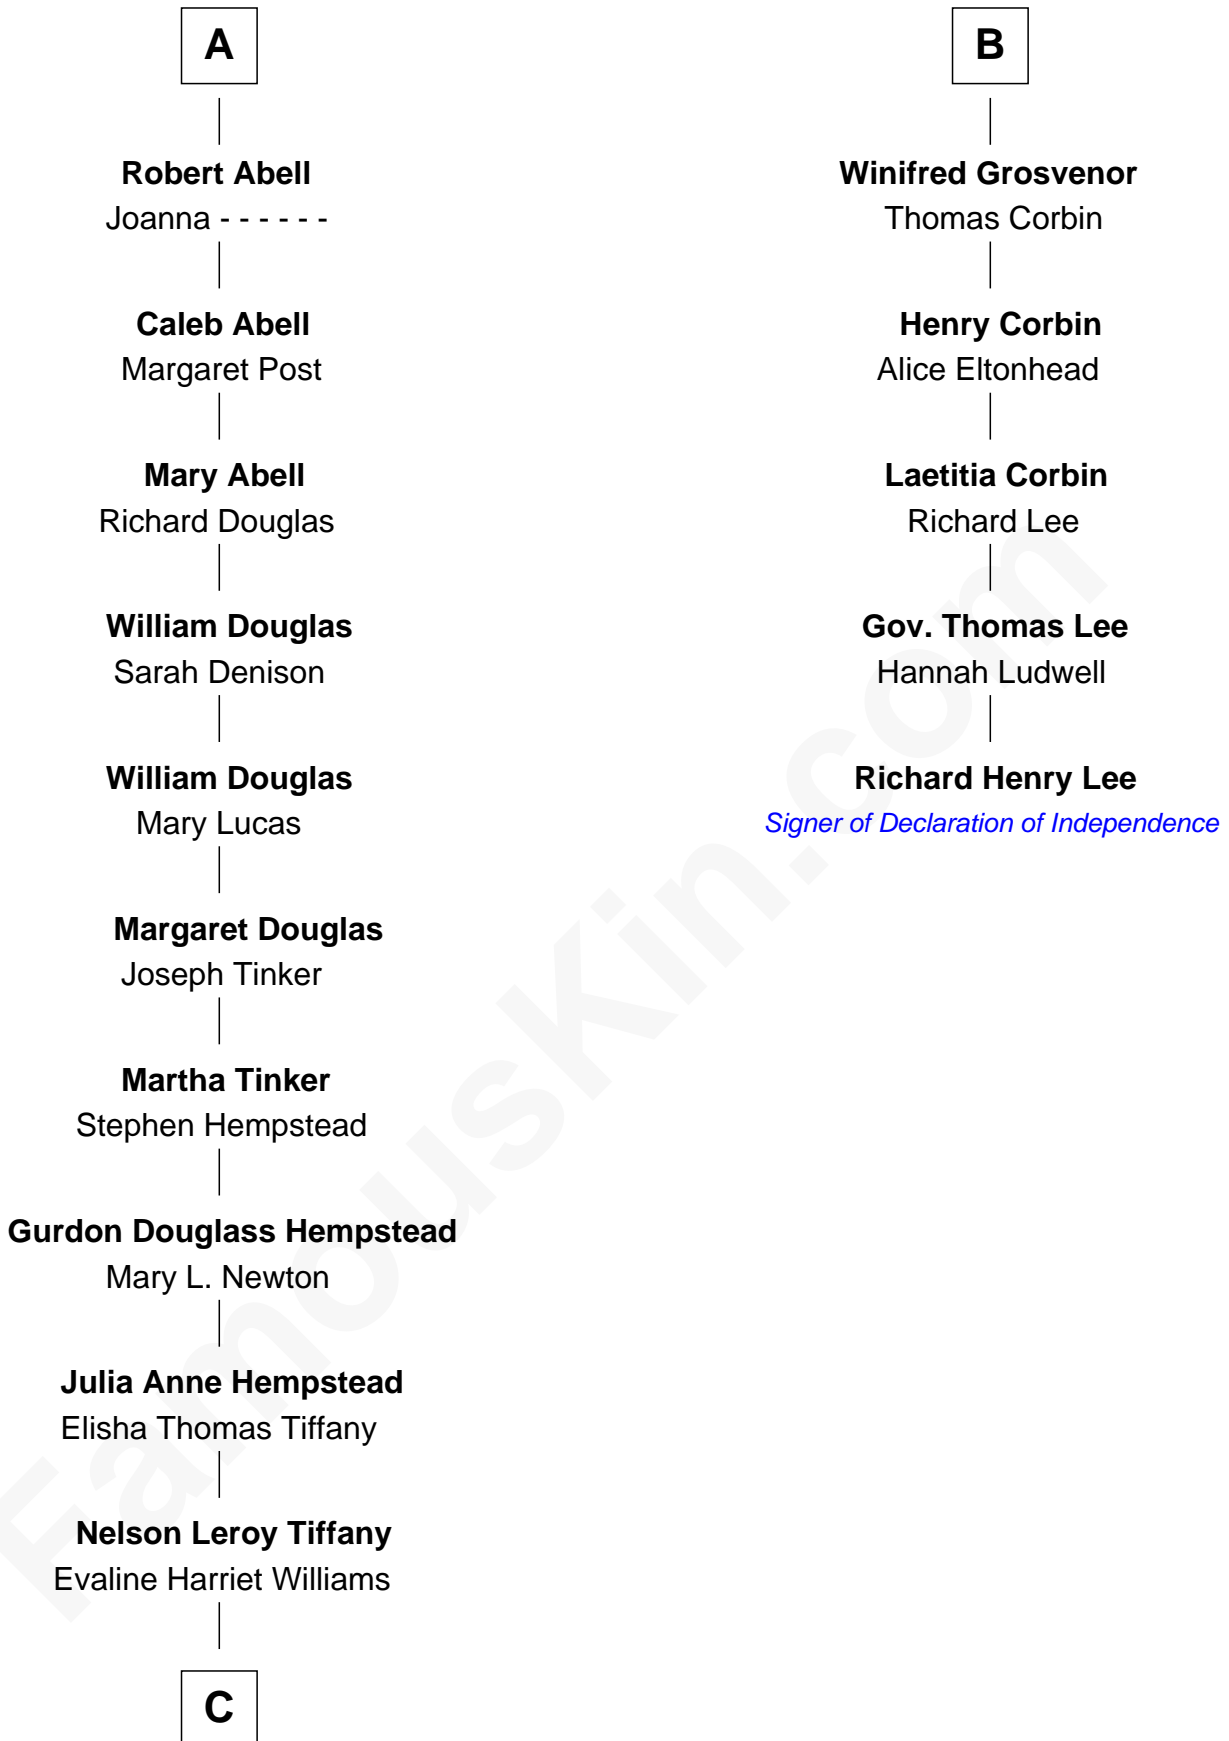 A
Robert Abell
Joanna - - - - - -
Caleb Abell
Margaret Post
Mary Abell
Richard Douglas
William Douglas
Sarah Denison
William Douglas
Mary Lucas
Margaret Douglas
Joseph Tinker
Martha Tinker
Stephen Hempstead
Gurdon Douglass Hempstead
Mary L. Newton
Julia Anne Hempstead
Elisha Thomas Tiffany
Nelson Leroy Tiffany
Evaline Harriet Williams
C
B
Winifred Grosvenor
Thomas Corbin
Henry Corbin
Alice Eltonhead
Laetitia Corbin
Richard Lee
Gov. Thomas Lee
Hannah Ludwell
Richard Henry Lee
Signer of Declaration of Independence
FamousKin.com